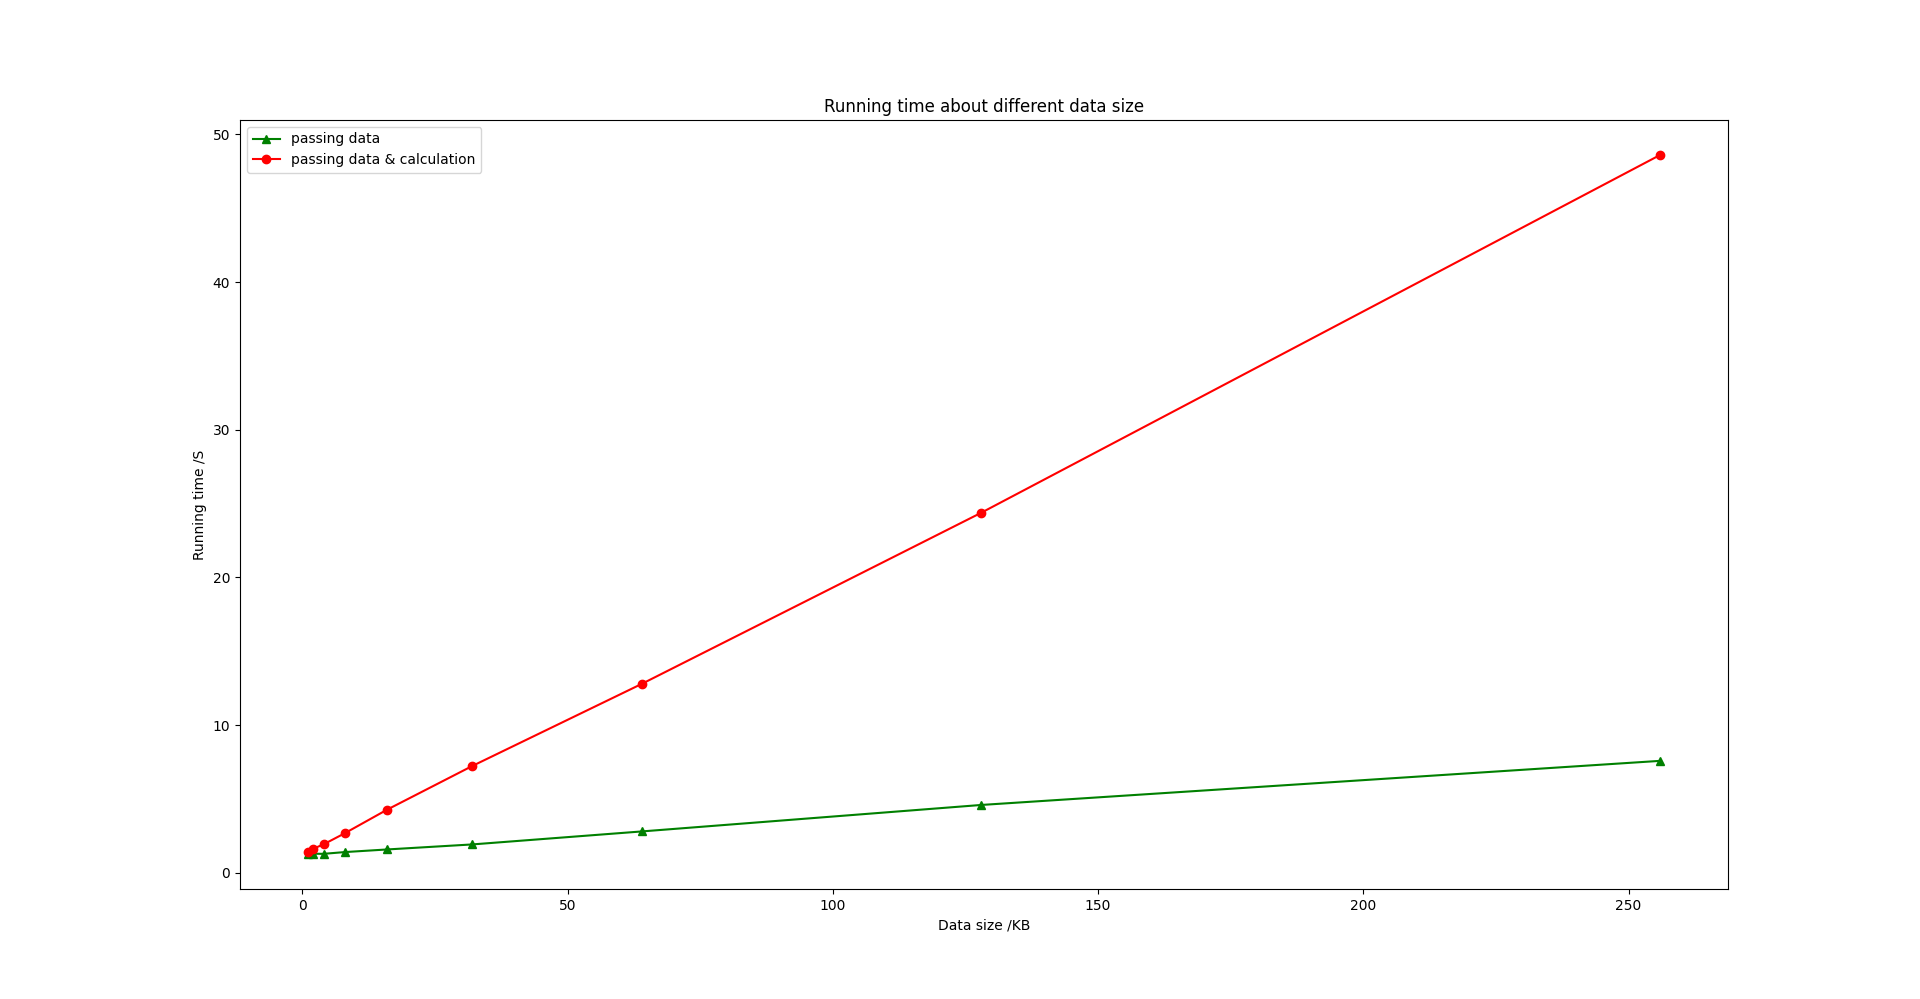 Running time about different data size
passing data
passing data & calculation
50
40
30
20
10
0
Running time /S
0 50 100 150 200 250
Data size /KB